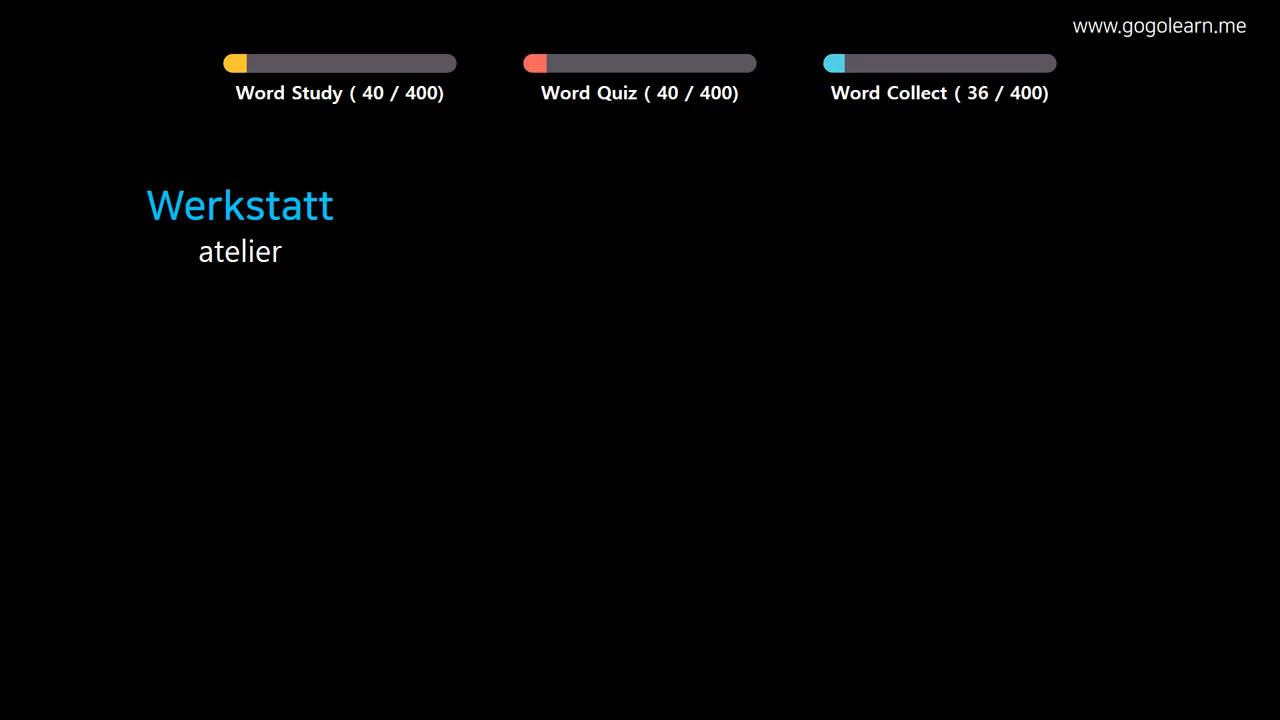 www.gogolearn.me
Word Study ( 40 / 400)
Word Quiz ( 40 / 400)
Word Collect ( 36 / 400)
Werkstatt
atelier